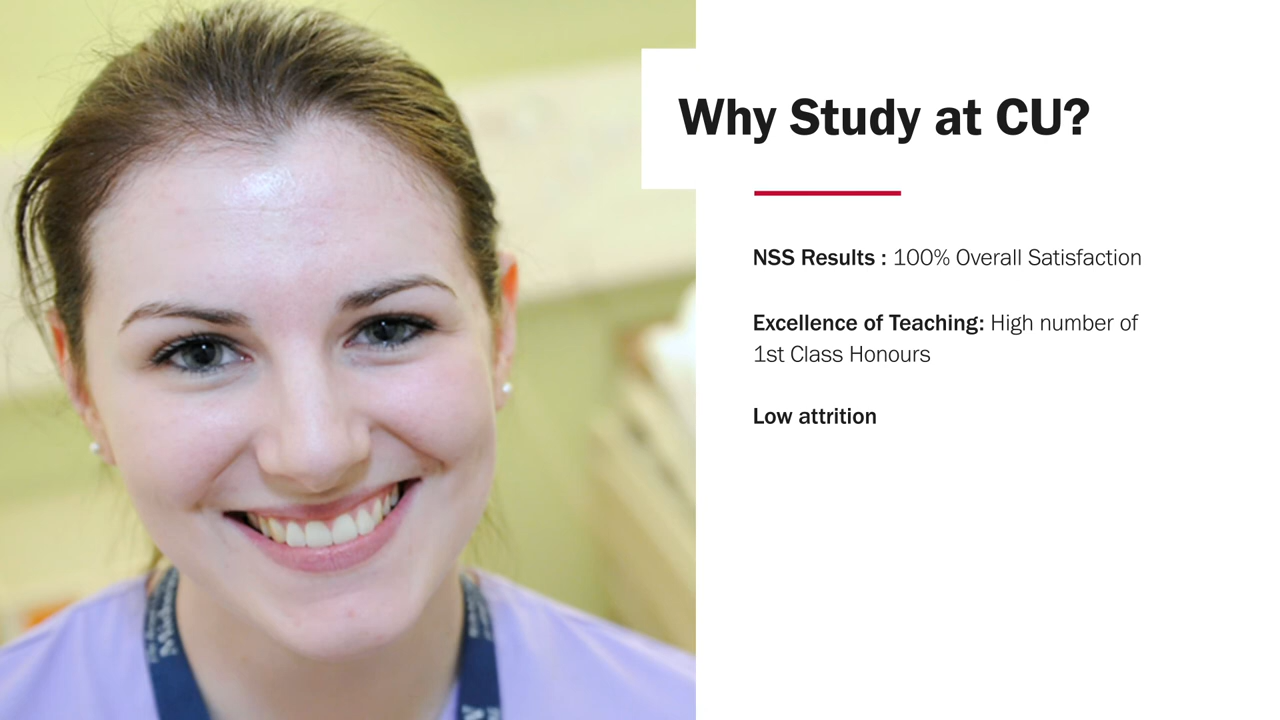 Why Study at CU?
NSS Results : 100% Overall Satisfaction
Excellence of Teaching: High number of
1st Class Honours
Low attrition